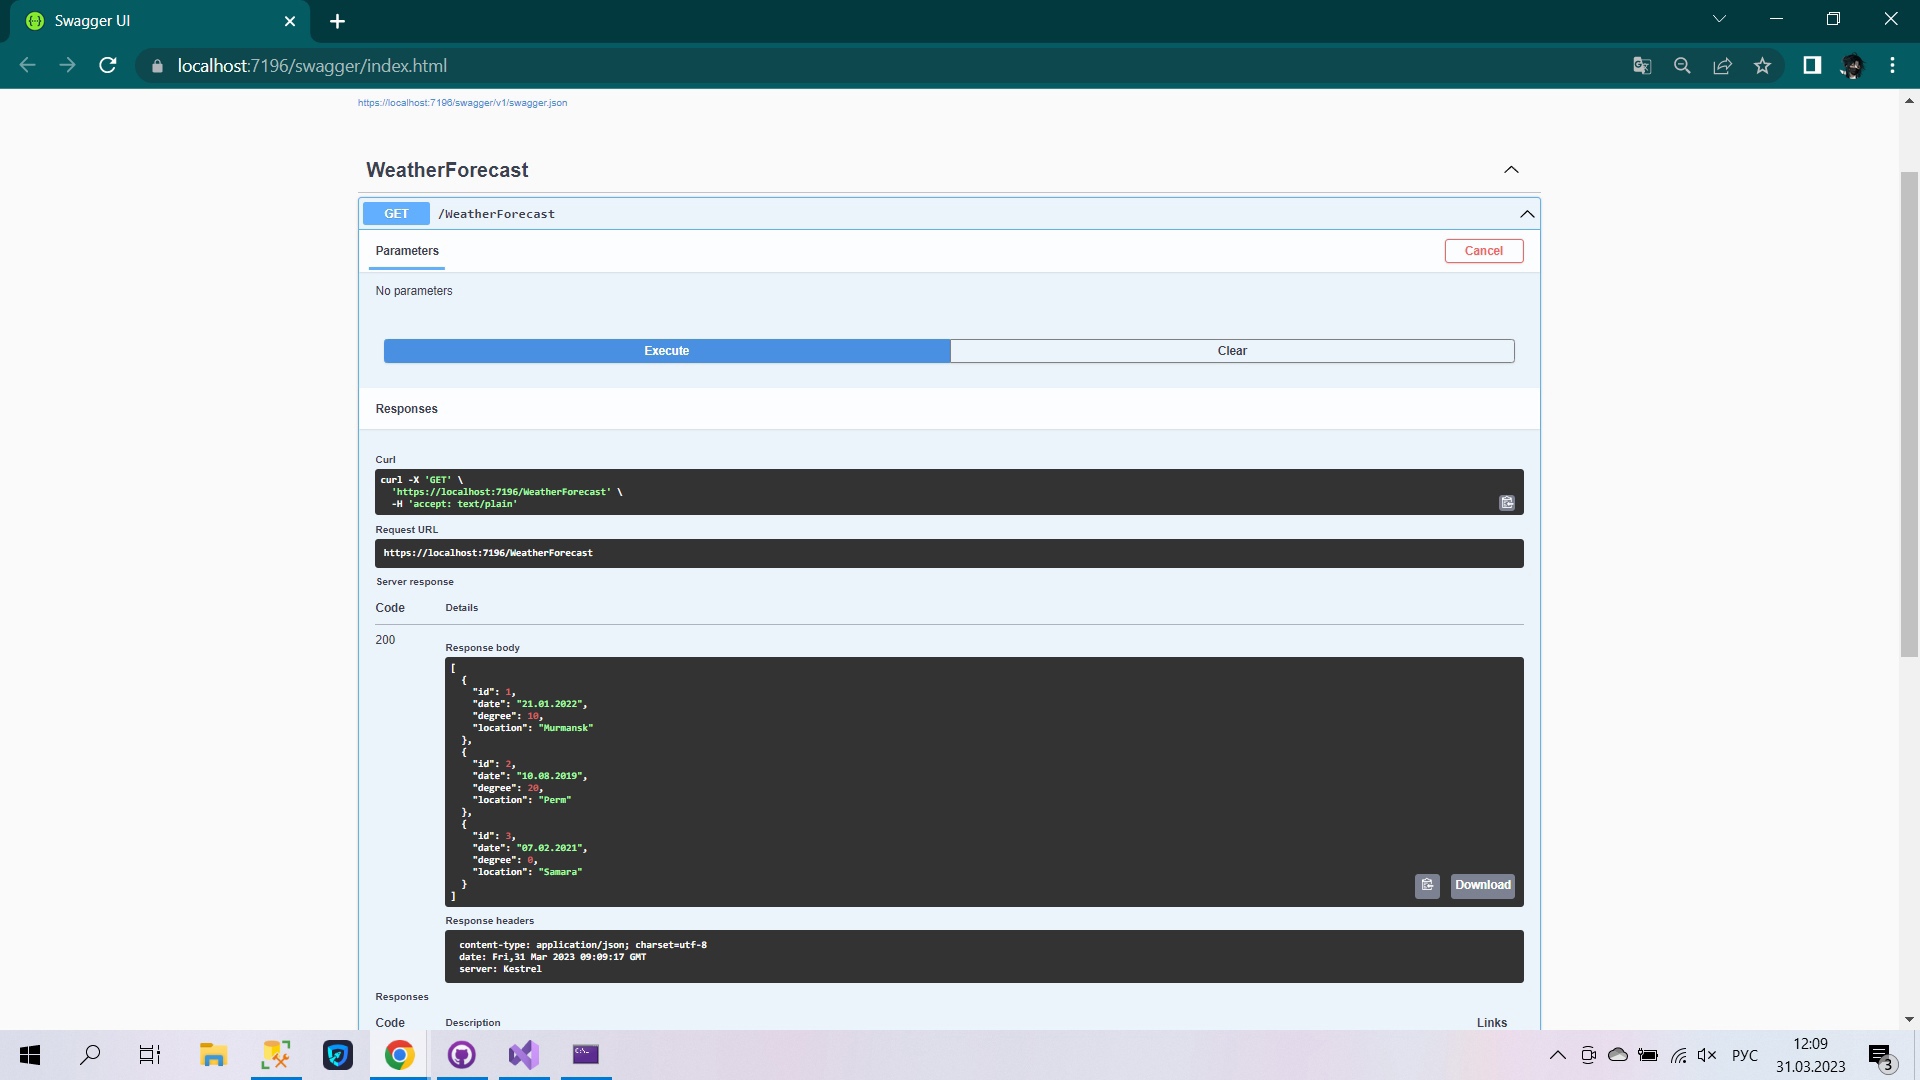 Swagger UI
localhost:7196/swagger/index.html
https://localhost:7196/swagger/v1/swagger.json
WeatherForecast
GET /WeatherForecast
Parameters
Cancel
No parameters
Execute
Clear
Responses
Curl
curl -X 'GET' \
'https://localhost:7196/WeatherForecast' \
-H 'accept: text/plain'
Request URL
https://localhost:7196/WeatherForecast
Server response
Code Details
200
Response body
[
{
"id": 1,
"date": "21.01.2022",
"degree": 10,
"location": "Murmansk"
},
{
"id": 2,
"date": "10.08.2019",
"degree": 20,
"location": "Perm"
},
{
"id": 3,
"date": "07.02.2021",
"degree": 0,
"location": "Samara"
}
]
Download
Response headers
content-type: application/json; charset=utf-8
date: Fri,31 Mar 2023 09:09:17 GMT
server: Kestrel
Responses
Code Description Links
РУС
12:09
31.03.2023
3